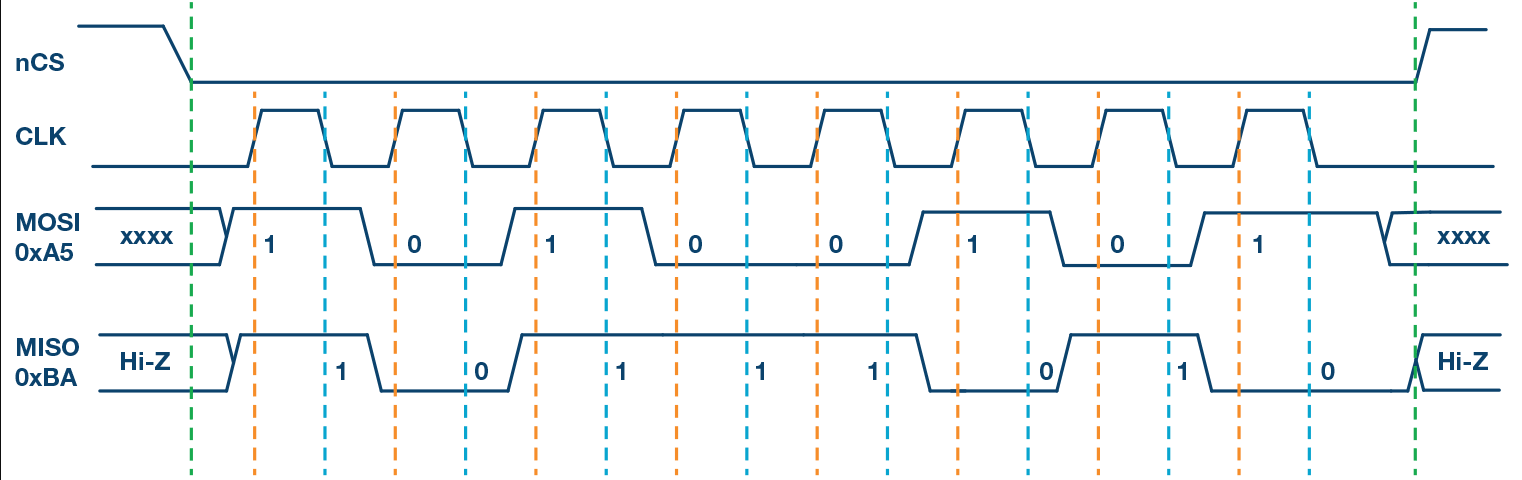 nCS
CLK
MOSI
0xA5
xxxx 1 0 1 0 0 1 0 1 xxxx
MISO
0xBA
Hi-Z 1 0 1 1 1 0 1 0 Hi-Z